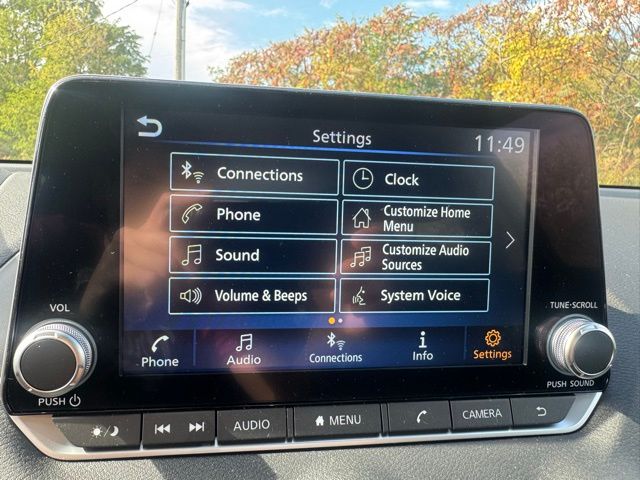 Settings
11:49
Connections
Clock
Phone
Customize Home
Menu
Sound
Customize Audio
Sources
Volume & Beeps
System Voice
Phone
Audio
Connections
Info
Settings
VOL
PUSH
TUNE·SCROLL
PUSH SOUND
AUDIO
MENU
CAMERA